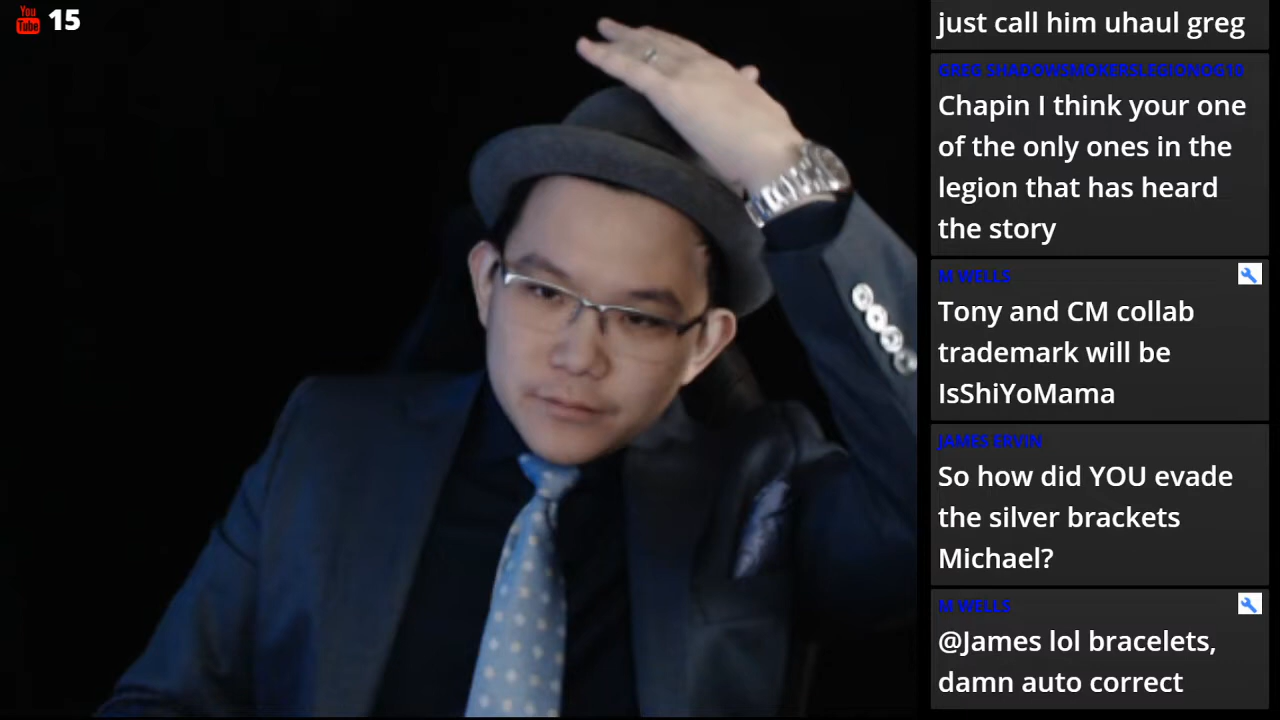 You
Tube
15
just call him uhaul greg
GREG SHADOWSMOKERSLEGIONOG10
Chapin I think your one
of the only ones in the
legion that has heard
the story
M WELLS
Tony and CM collab
trademark will be
IsShiYoMama
JAMES ERVIN
So how did YOU evade
the silver brackets
Michael?
M WELLS
@James lol bracelets,
damn auto correct